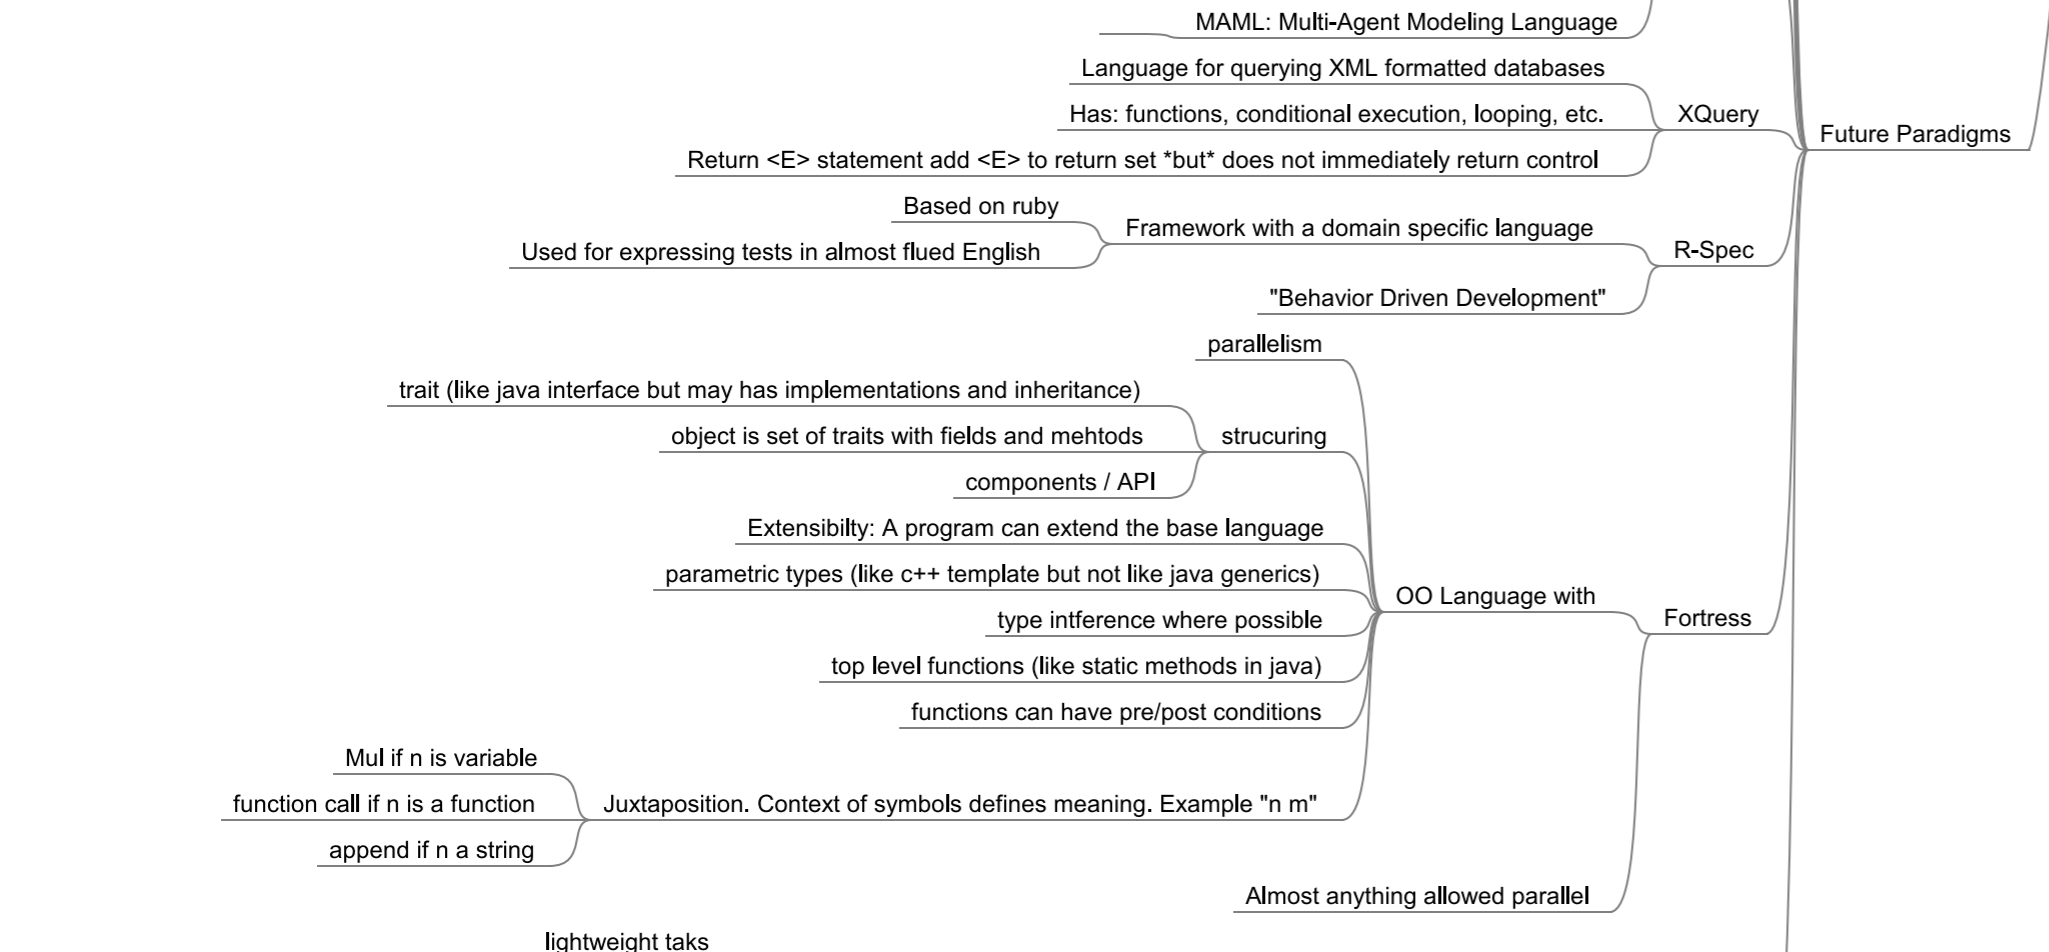 MAML: Multi-Agent Modeling Language
Language for querying XML formatted databases
Has: functions, conditional execution, looping, etc.
XQuery
Future Paradigms
Return <E> statement add <E> to return set *but* does not immediately return control
Based on ruby
Framework with a domain specific language
Used for expressing tests in almost flued English
R-Spec
"Behavior Driven Development"
parallelism
trait (like java interface but may has implementations and inheritance)
object is set of traits with fields and mehtods
strucuring
components / API
Extensibilty: A program can extend the base language
parametric types (like c++ template but not like java generics)
OO Language with
type intference where possible
Fortress
top level functions (like static methods in java)
functions can have pre/post conditions
Mul if n is variable
function call if n is a function
Juxtaposition. Context of symbols defines meaning. Example "n m"
append if n a string
Almost anything allowed parallel
lightweight taks